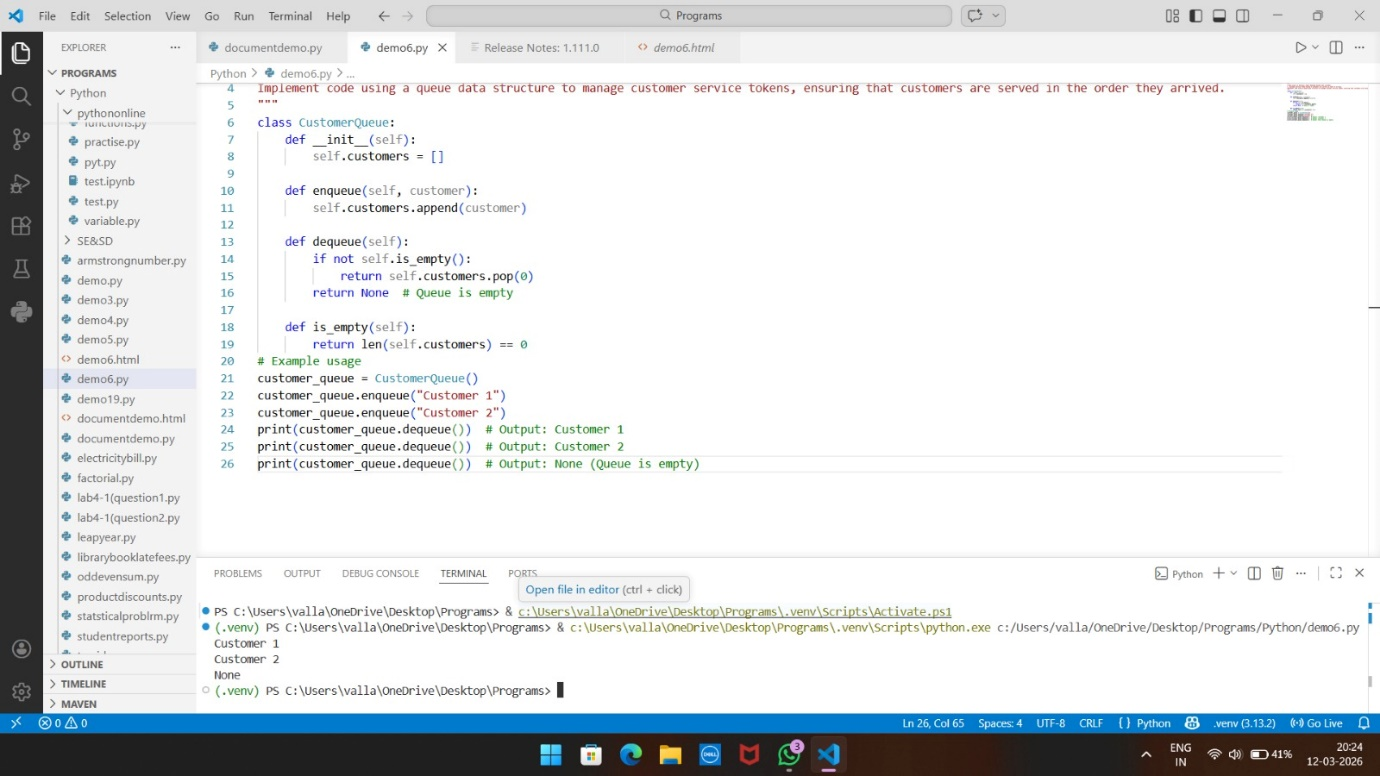 File Edit Selection View Go Run Terminal Help
Programs
EXPLORER
documentdemo.py
demo6.py
Release Notes: 1.111.0
demo6.html
PROGRAMS
Python
pythononline
functions.py
practise.py
pyt.py
test.ipynb
test.py
variable.py
SE&SD
armstrongnumber.py
demo.py
demo3.py
demo4.py
demo5.py
demo6.html
demo6.py
demo19.py
documentdemo.html
documentdemo.py
electricitybill.py
factorial.py
lab4-1(question1.py
lab4-1(question2.py
leapyear.py
librarybooklatefees.py
oddevensum.py
productdiscounts.py
statsticalproblrm.py
studentreports.py
OUTLINE
TIMELINE
MAVEN
Python > demo6.py > ...
4 Implement code using a queue data structure to manage customer service tokens, ensuring that customers are served in the order they arrived.
5 """
6 class CustomerQueue:
7     def __init__(self):
8         self.customers = []
9
10     def enqueue(self, customer):
11         self.customers.append(customer)
12
13     def dequeue(self):
14         if not self.is_empty():
15             return self.customers.pop(0)
16         return None  # Queue is empty
17
18     def is_empty(self):
19         return len(self.customers) == 0
20 # Example usage
21 customer_queue = CustomerQueue()
22 customer_queue.enqueue("Customer 1")
23 customer_queue.enqueue("Customer 2")
24 print(customer_queue.dequeue())  # Output: Customer 1
25 print(customer_queue.dequeue())  # Output: Customer 2
26 print(customer_queue.dequeue())  # Output: None (Queue is empty)
PROBLEMS OUTPUT DEBUG CONSOLE TERMINAL PORTS
Python
Open file in editor (ctrl + click)
PS C:\Users\valla\OneDrive\Desktop\Programs> & c:\Users\valla\OneDrive\Desktop\Programs\.venv\Scripts\Activate.ps1
(.venv) PS C:\Users\valla\OneDrive\Desktop\Programs> & c:\Users\valla\OneDrive\Desktop\Programs\.venv\Scripts\python.exe c:/Users/valla/OneDrive/Desktop/Programs/Python/demo6.py
Customer 1
Customer 2
None
(.venv) PS C:\Users\valla\OneDrive\Desktop\Programs>
0 0
Ln 26, Col 65 Spaces: 4 UTF-8 CRLF { } Python .venv (3.13.2) Go Live
DELL
3
ENG
IN
41%
20:24
12-03-2026